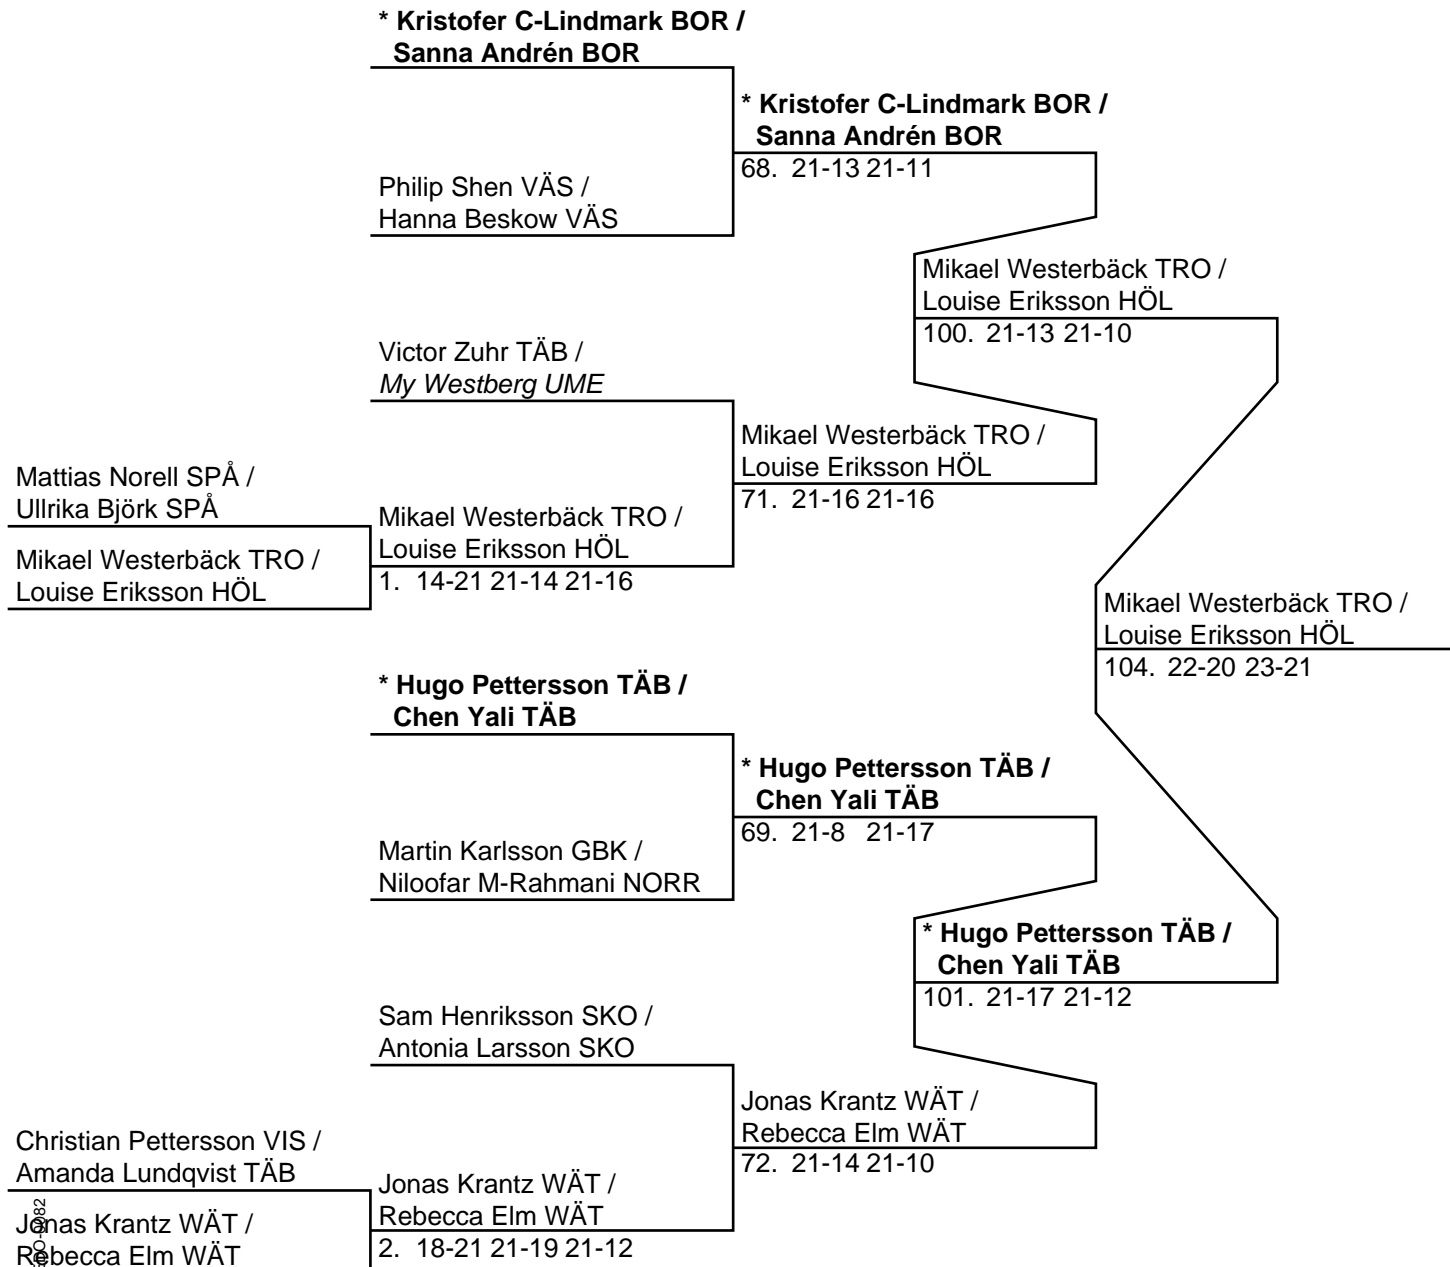 * Kristofer C-Lindmark BOR /
Sanna Andrén BOR
* Kristofer C-Lindmark BOR /
Sanna Andrén BOR
68. 21-13 21-11
Philip Shen VÄS /
Hanna Beskow VÄS
Mikael Westerbäck TRO /
Louise Eriksson HÖL
100. 21-13 21-10
Victor Zuhr TÄB /
My Westberg UME
Mikael Westerbäck TRO /
Louise Eriksson HÖL
71. 21-16 21-16
Mattias Norell SPÅ /
Ullrika Björk SPÅ
Mikael Westerbäck TRO /
Louise Eriksson HÖL
1. 14-21 21-14 21-16
Mikael Westerbäck TRO /
Louise Eriksson HÖL
Mikael Westerbäck TRO /
Louise Eriksson HÖL
104. 22-20 23-21
* Hugo Pettersson TÄB /
Chen Yali TÄB
* Hugo Pettersson TÄB /
Chen Yali TÄB
69. 21-8 21-17
Martin Karlsson GBK /
Niloofar M-Rahmani NORR
* Hugo Pettersson TÄB /
Chen Yali TÄB
101. 21-17 21-12
Sam Henriksson SKO /
Antonia Larsson SKO
Jonas Krantz WÄT /
Rebecca Elm WÄT
72. 21-14 21-10
Christian Pettersson VIS /
Amanda Lundqvist TÄB
Jonas Krantz WÄT /
Rebecca Elm WÄT
2. 18-21 21-19 21-12
Jonas Krantz WÄT /
Rebecca Elm WÄT